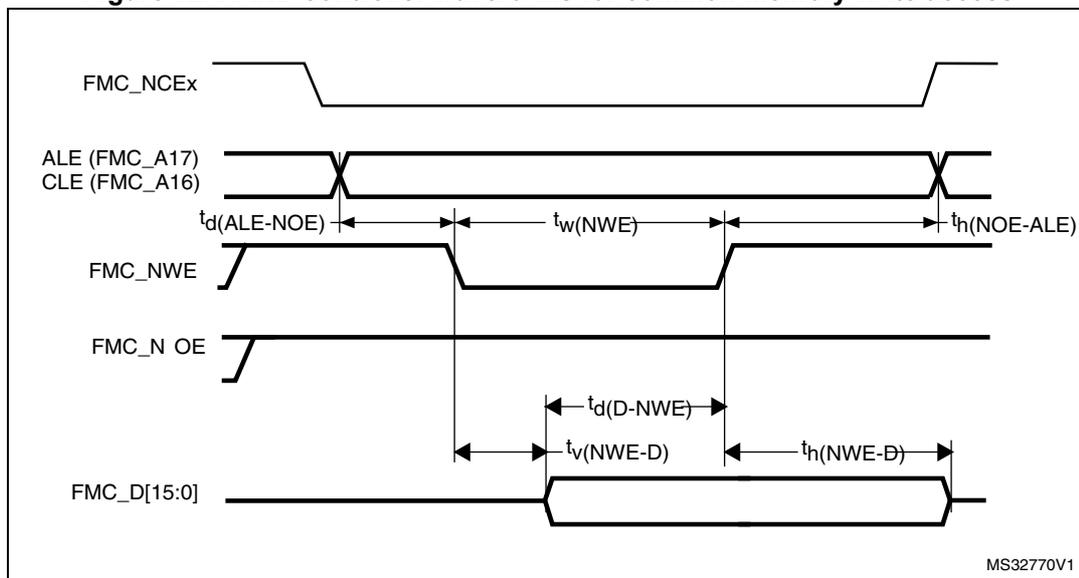 FMC_NCEx
ALE (FMC_A17)
CLE (FMC_A16)
td(ALE-NOE)
tw(NWE)
th(NOE-ALE)
FMC_NWE
FMC_N OE
td(D-NWE)
tv(NWE-D)
th(NWE-D)
FMC_D[15:0]
MS32770V1